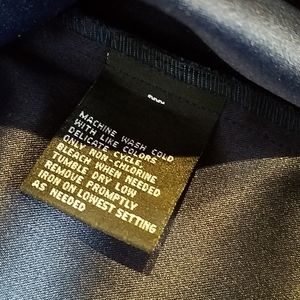 MACHINE WASH COLD
WITH LIKE COLORS
DELICATE CYCLE
ONLY NON-CHLORINE
BLEACH WHEN NEEDED
TUMBLE DRY LOW
REMOVE PROMPTLY
IRON ON LOWEST SETTING
AS NEEDED